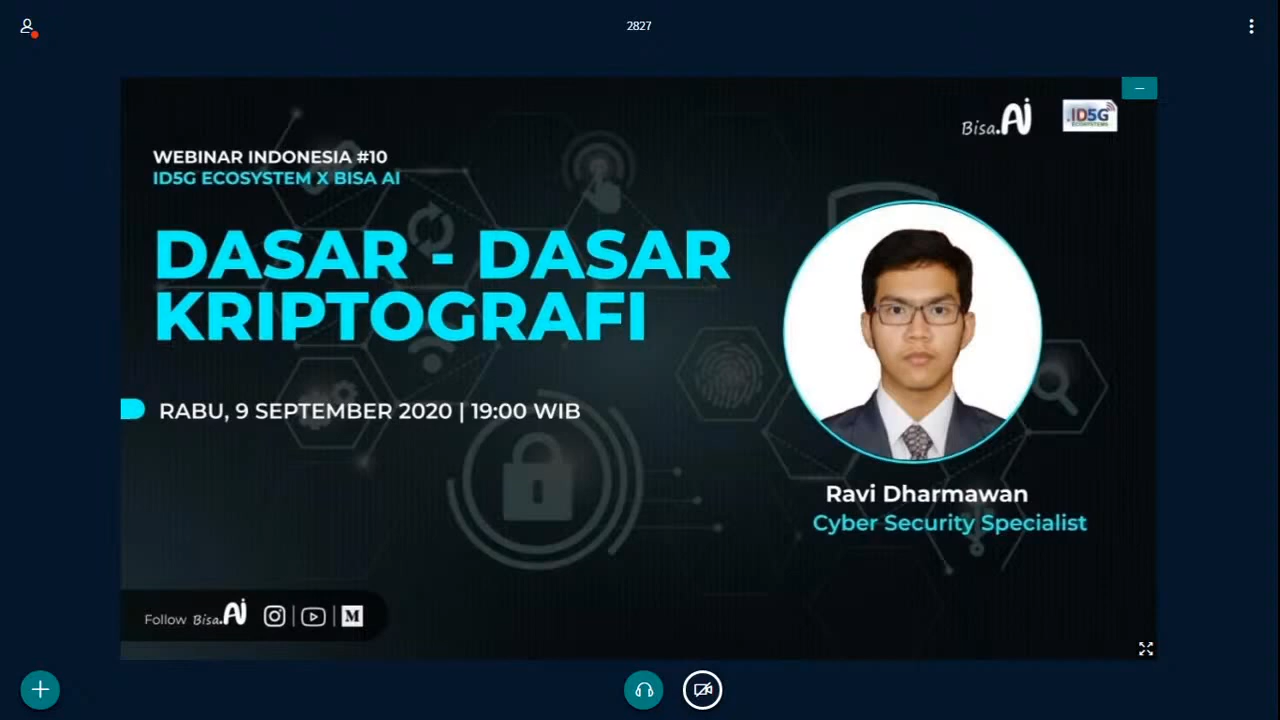 2827
Bisa.AI
.ID5G
ECOSYSTEMS
WEBINAR INDONESIA #10
ID5G ECOSYSTEM X BISA AI
DASAR - DASAR
KRIPTOGRAFI
RABU, 9 SEPTEMBER 2020 | 19:00 WIB
Ravi Dharmawan
Cyber Security Specialist
Follow Bisa.AI